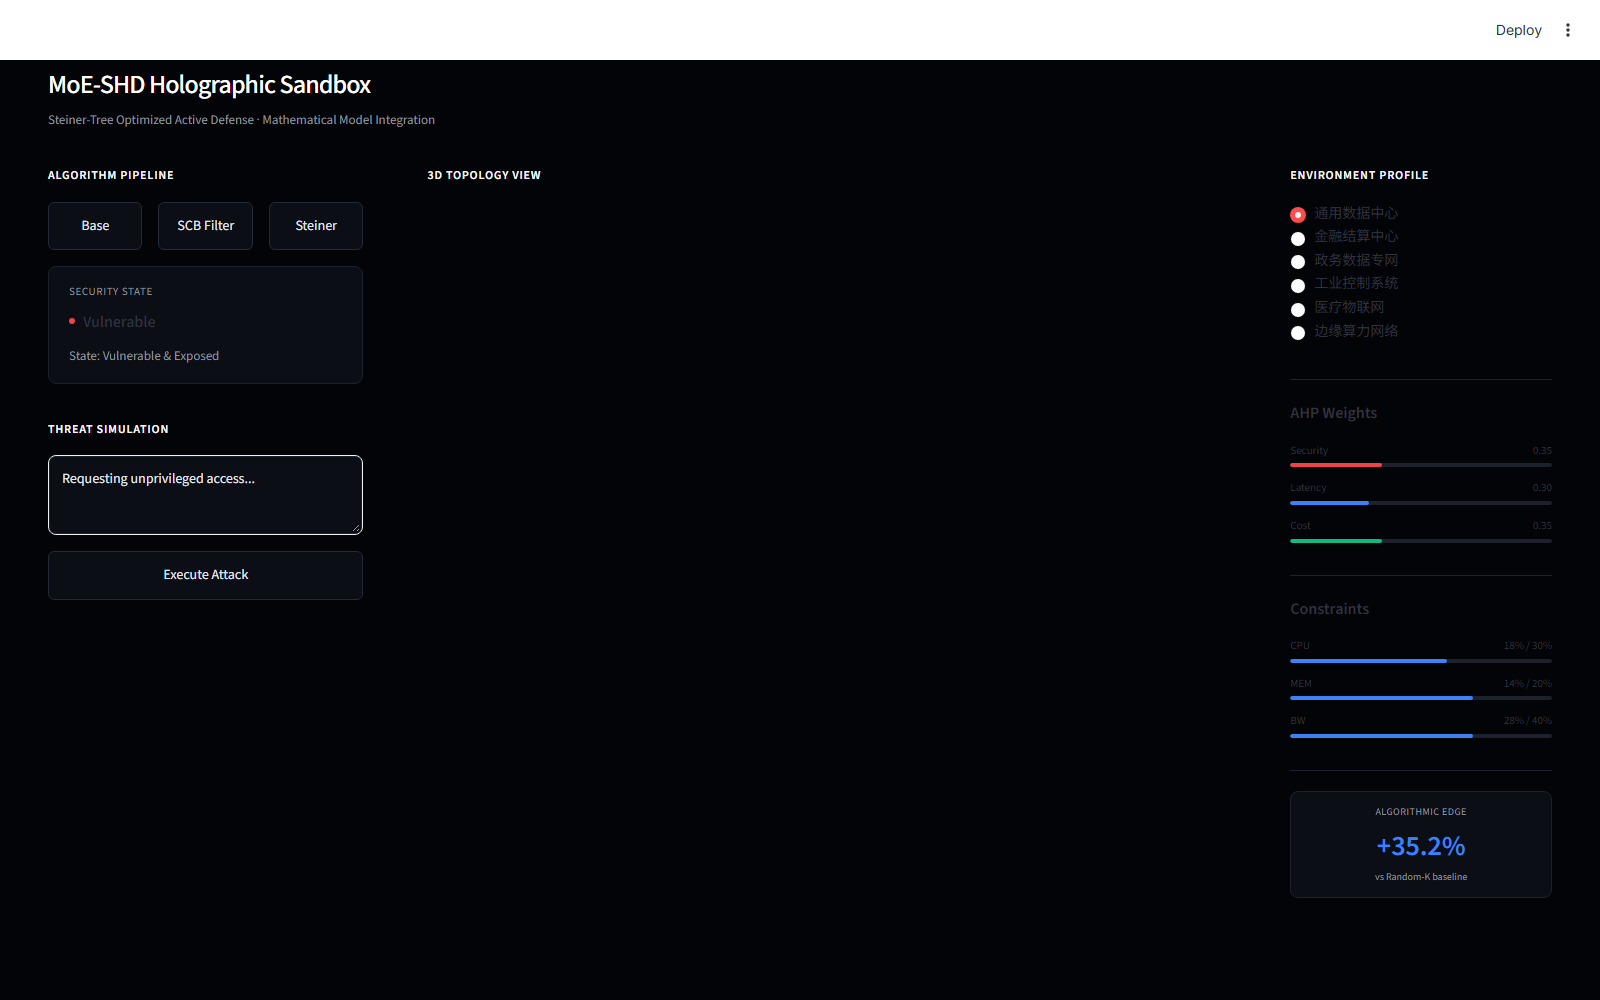 Deploy
MoE-SHD Holographic Sandbox
Steiner-Tree Optimized Active Defense · Mathematical Model Integration
ALGORITHM PIPELINE
Base
SCB Filter
Steiner
SECURITY STATE
Vulnerable
State: Vulnerable & Exposed
THREAT SIMULATION
Requesting unprivileged access...
Execute Attack
3D TOPOLOGY VIEW
ENVIRONMENT PROFILE
通用数据中心
金融结算中心
政务数据专网
工业控制系统
医疗物联网
边缘算力网络
AHP Weights
Security 0.35
Latency 0.30
Cost 0.35
Constraints
CPU 18% / 30%
MEM 14% / 20%
BW 28% / 40%
ALGORITHMIC EDGE
+35.2%
vs Random-K baseline